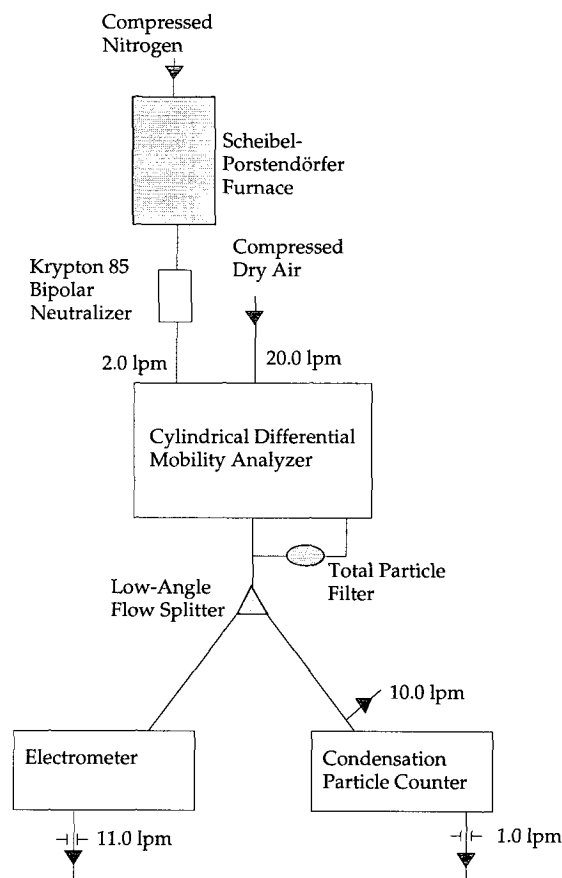 Compressed
Nitrogen
Scheibel-
Porstendörfer
Furnace
Compressed
Dry Air
Krypton 85
Bipolar
Neutralizer
2.0 lpm
20.0 lpm
Cylindrical Differential
Mobility Analyzer
Total Particle
Filter
Low-Angle
Flow Splitter
10.0 lpm
Electrometer
Condensation
Particle Counter
11.0 lpm
1.0 lpm